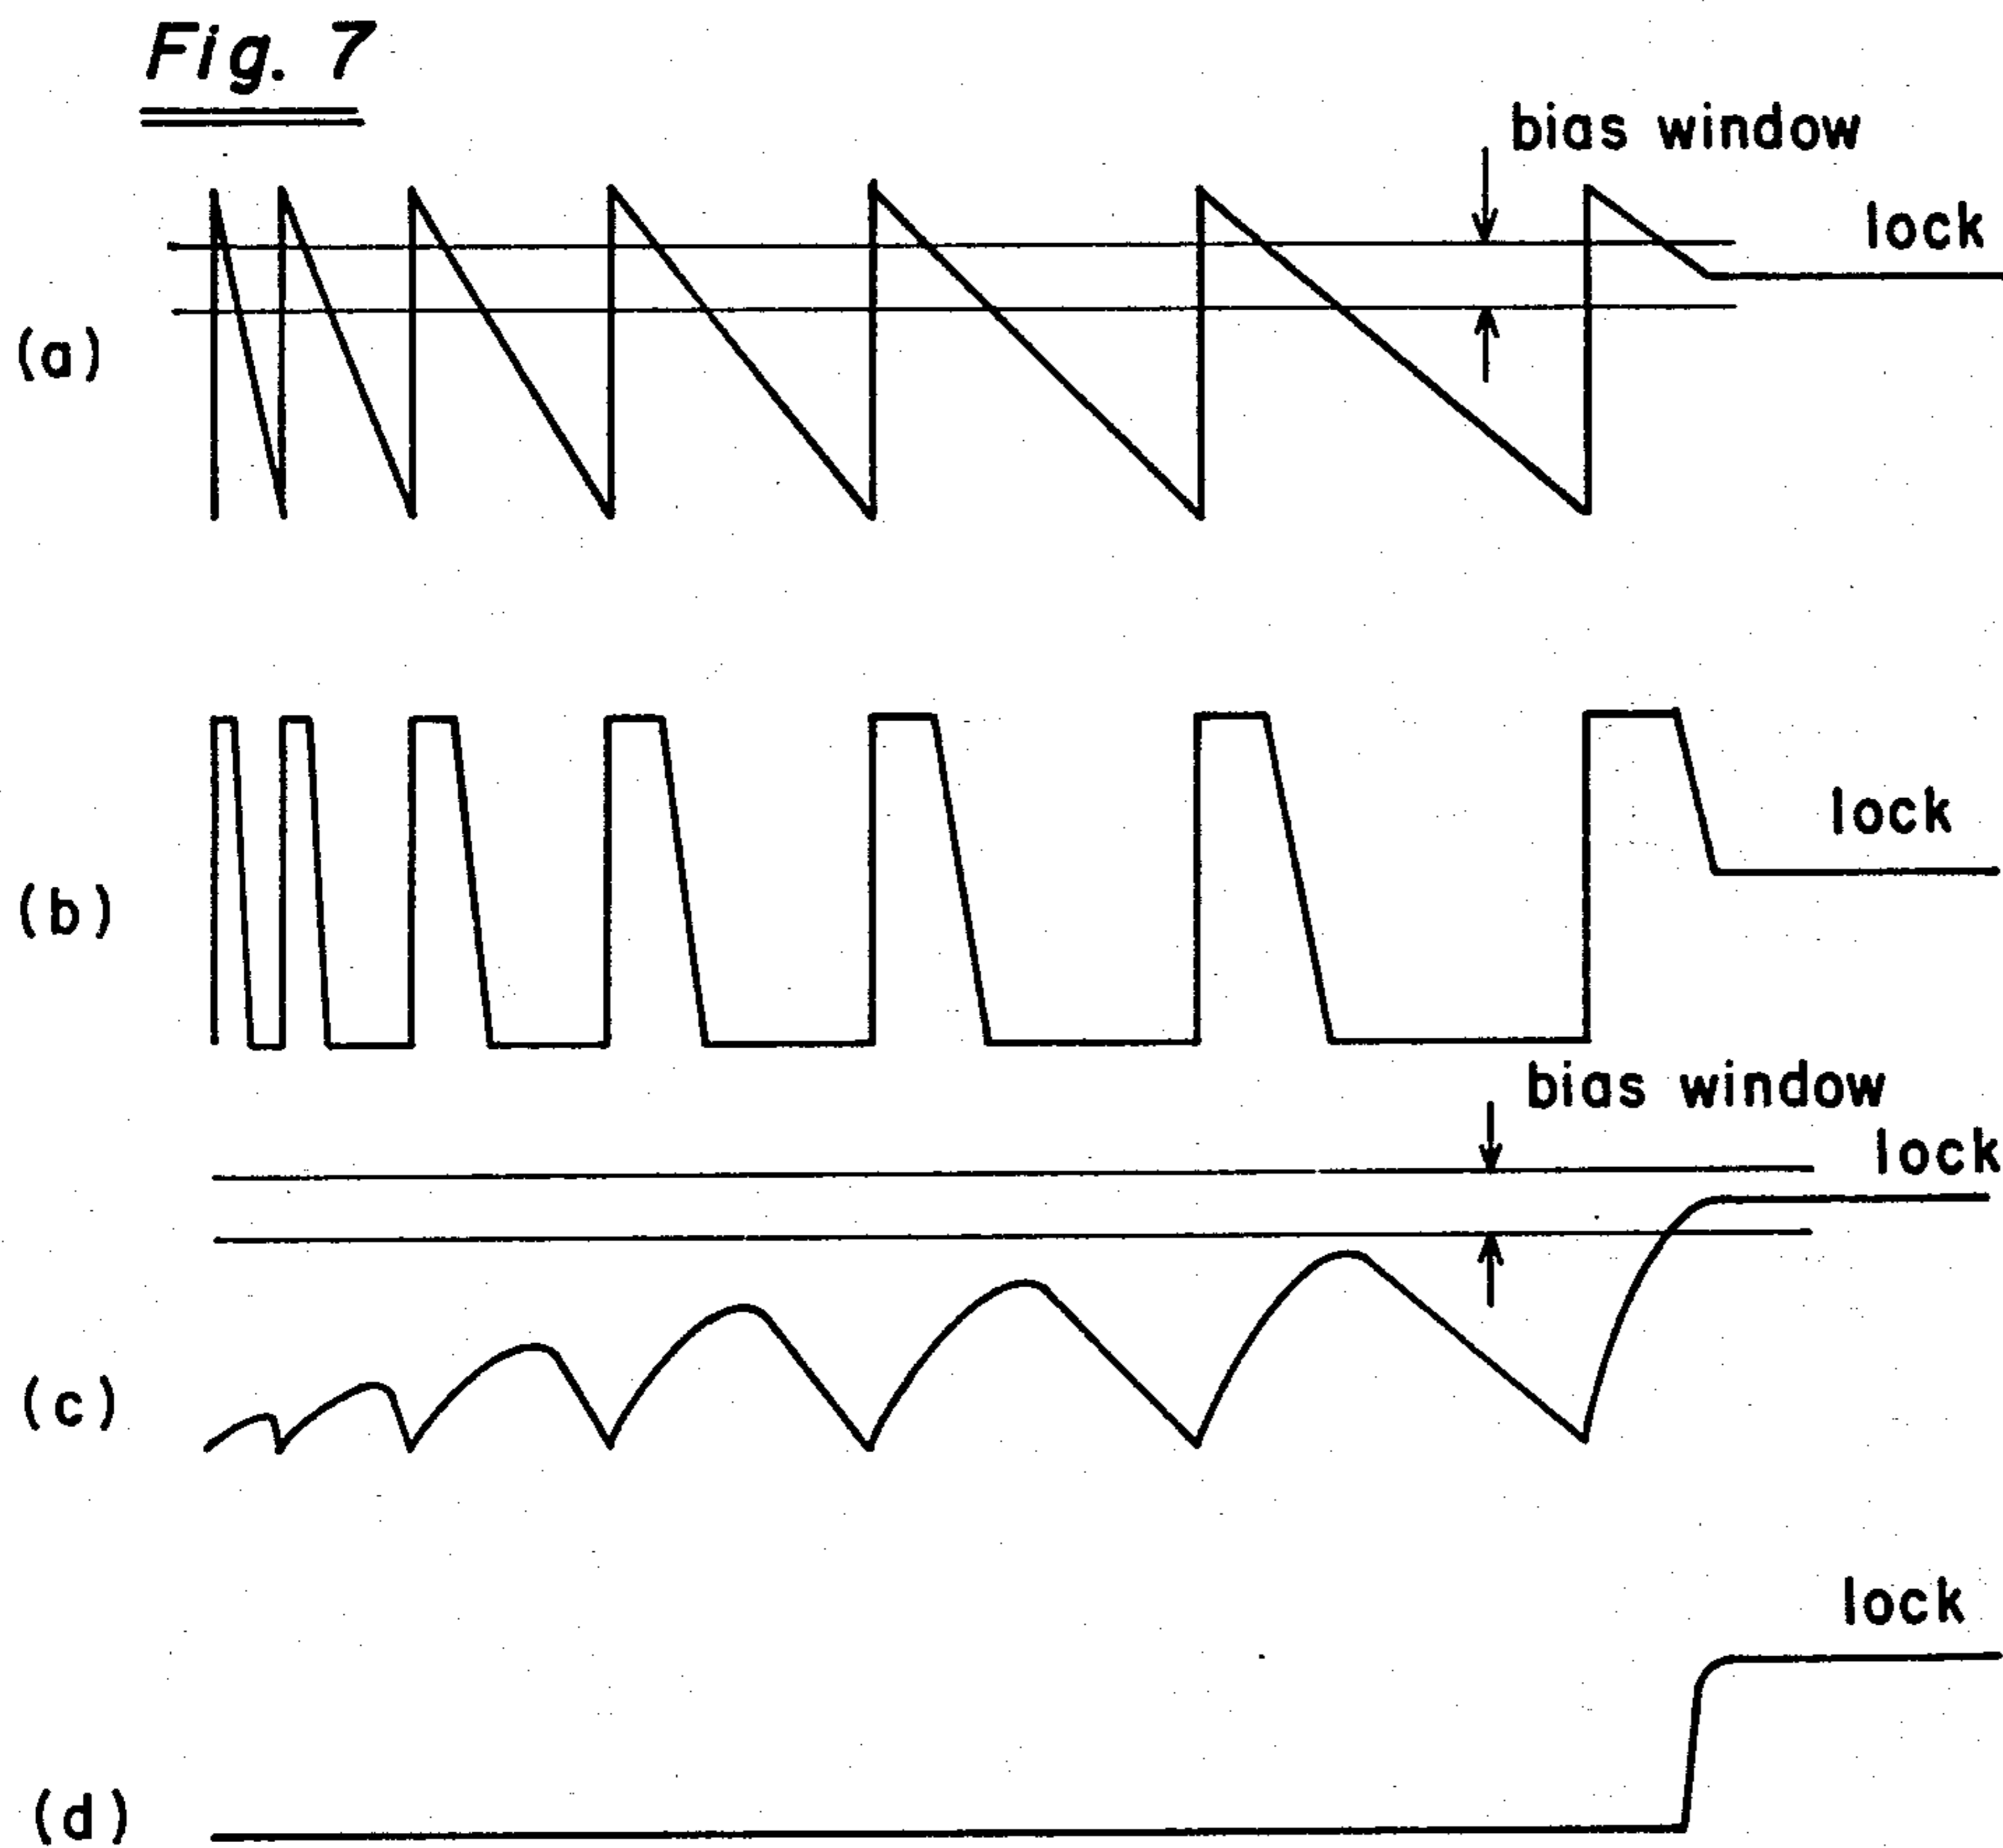 Fig. 7
bias window
lock
(a)
lock
(b)
bias window
lock
(c)
lock
(d)